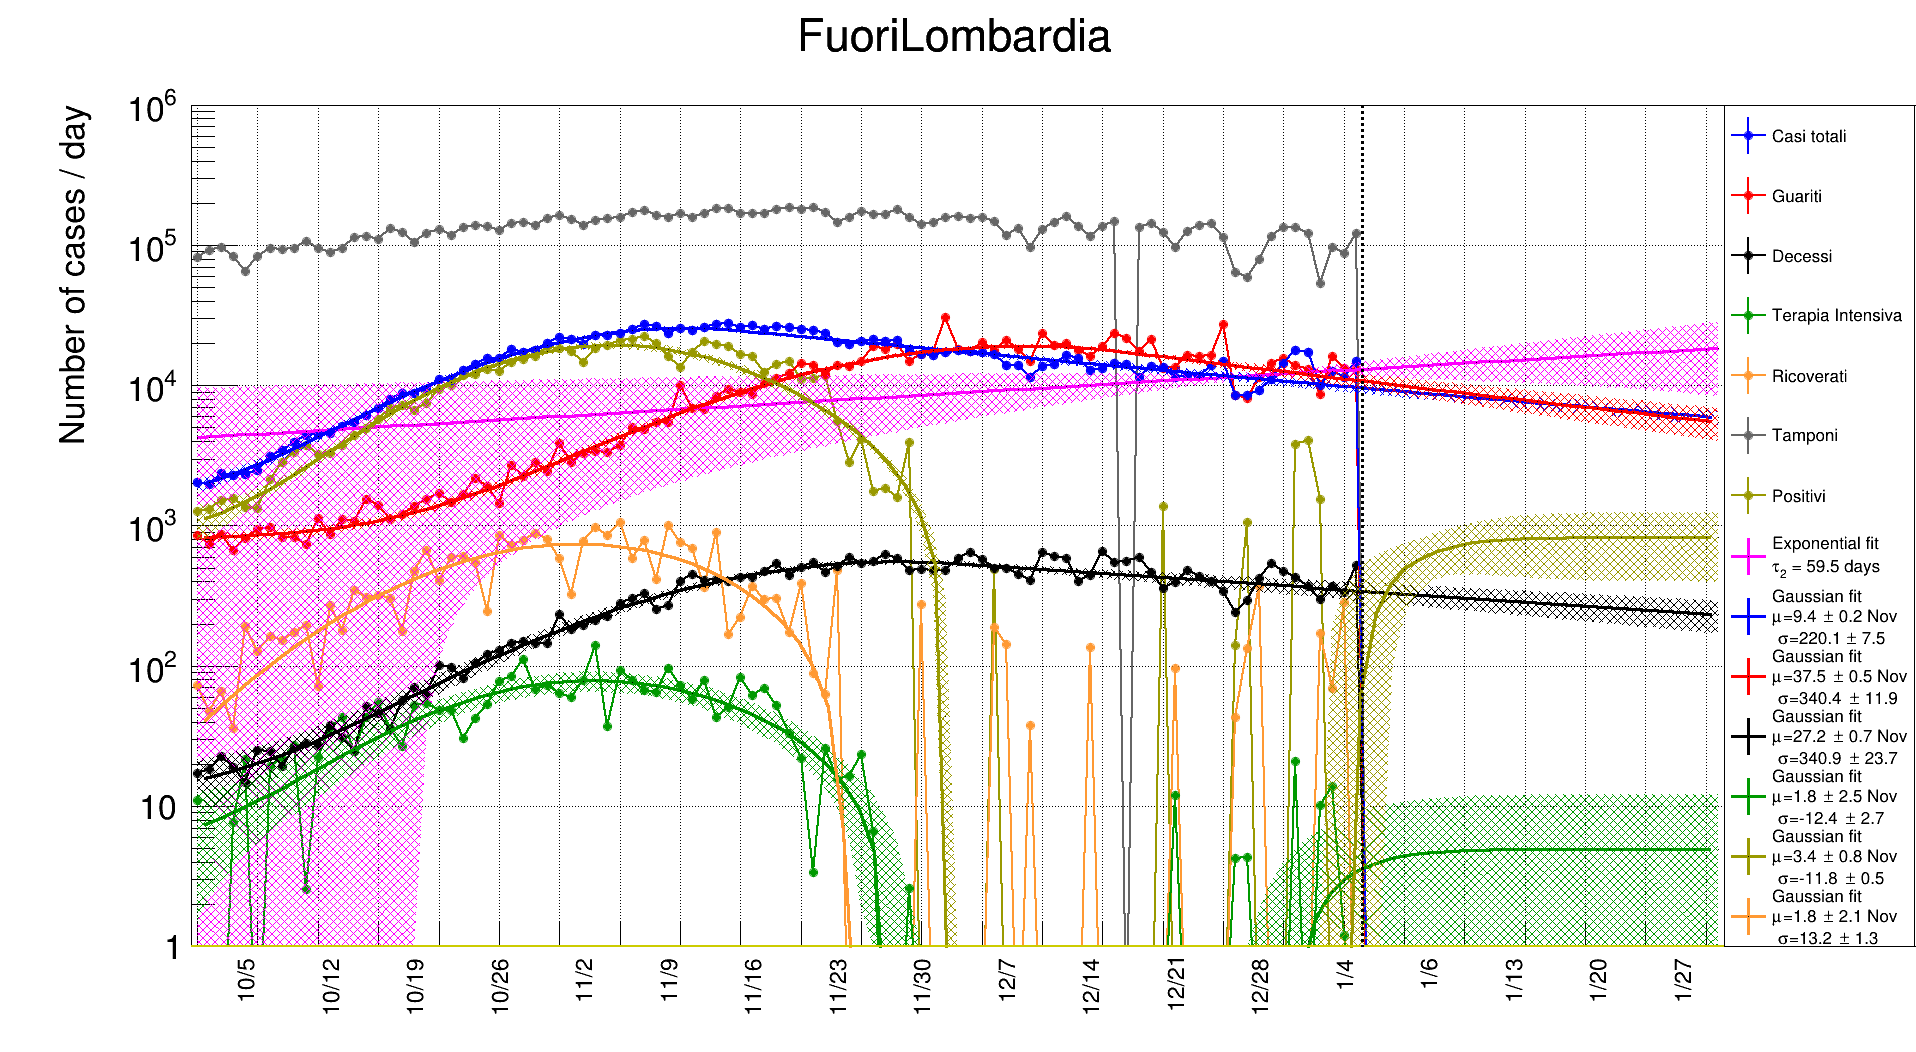 FuoriLombardia
Number of cases / day
10^6
10^5
10^4
10^3
10^2
10
1
10/5 10/12 10/19 10/26 11/2 11/9 11/16 11/23 11/30 12/7 12/14 12/21 12/28 1/4 1/6 1/13 1/20 1/27
Casi totali
Guariti
Decessi
Terapia Intensiva
Ricoverati
Tamponi
Positivi
Exponential fit
τ₂ = 59.5 days
Gaussian fit
μ=9.4 ± 0.2 Nov
σ=220.1 ± 7.5
Gaussian fit
μ=37.5 ± 0.5 Nov
σ=340.4 ± 11.9
Gaussian fit
μ=27.2 ± 0.7 Nov
σ=340.9 ± 23.7
Gaussian fit
μ=1.8 ± 2.5 Nov
σ=-12.4 ± 2.7
Gaussian fit
μ=3.4 ± 0.8 Nov
σ=-11.8 ± 0.5
Gaussian fit
μ=1.8 ± 2.1 Nov
σ=13.2 ± 1.3